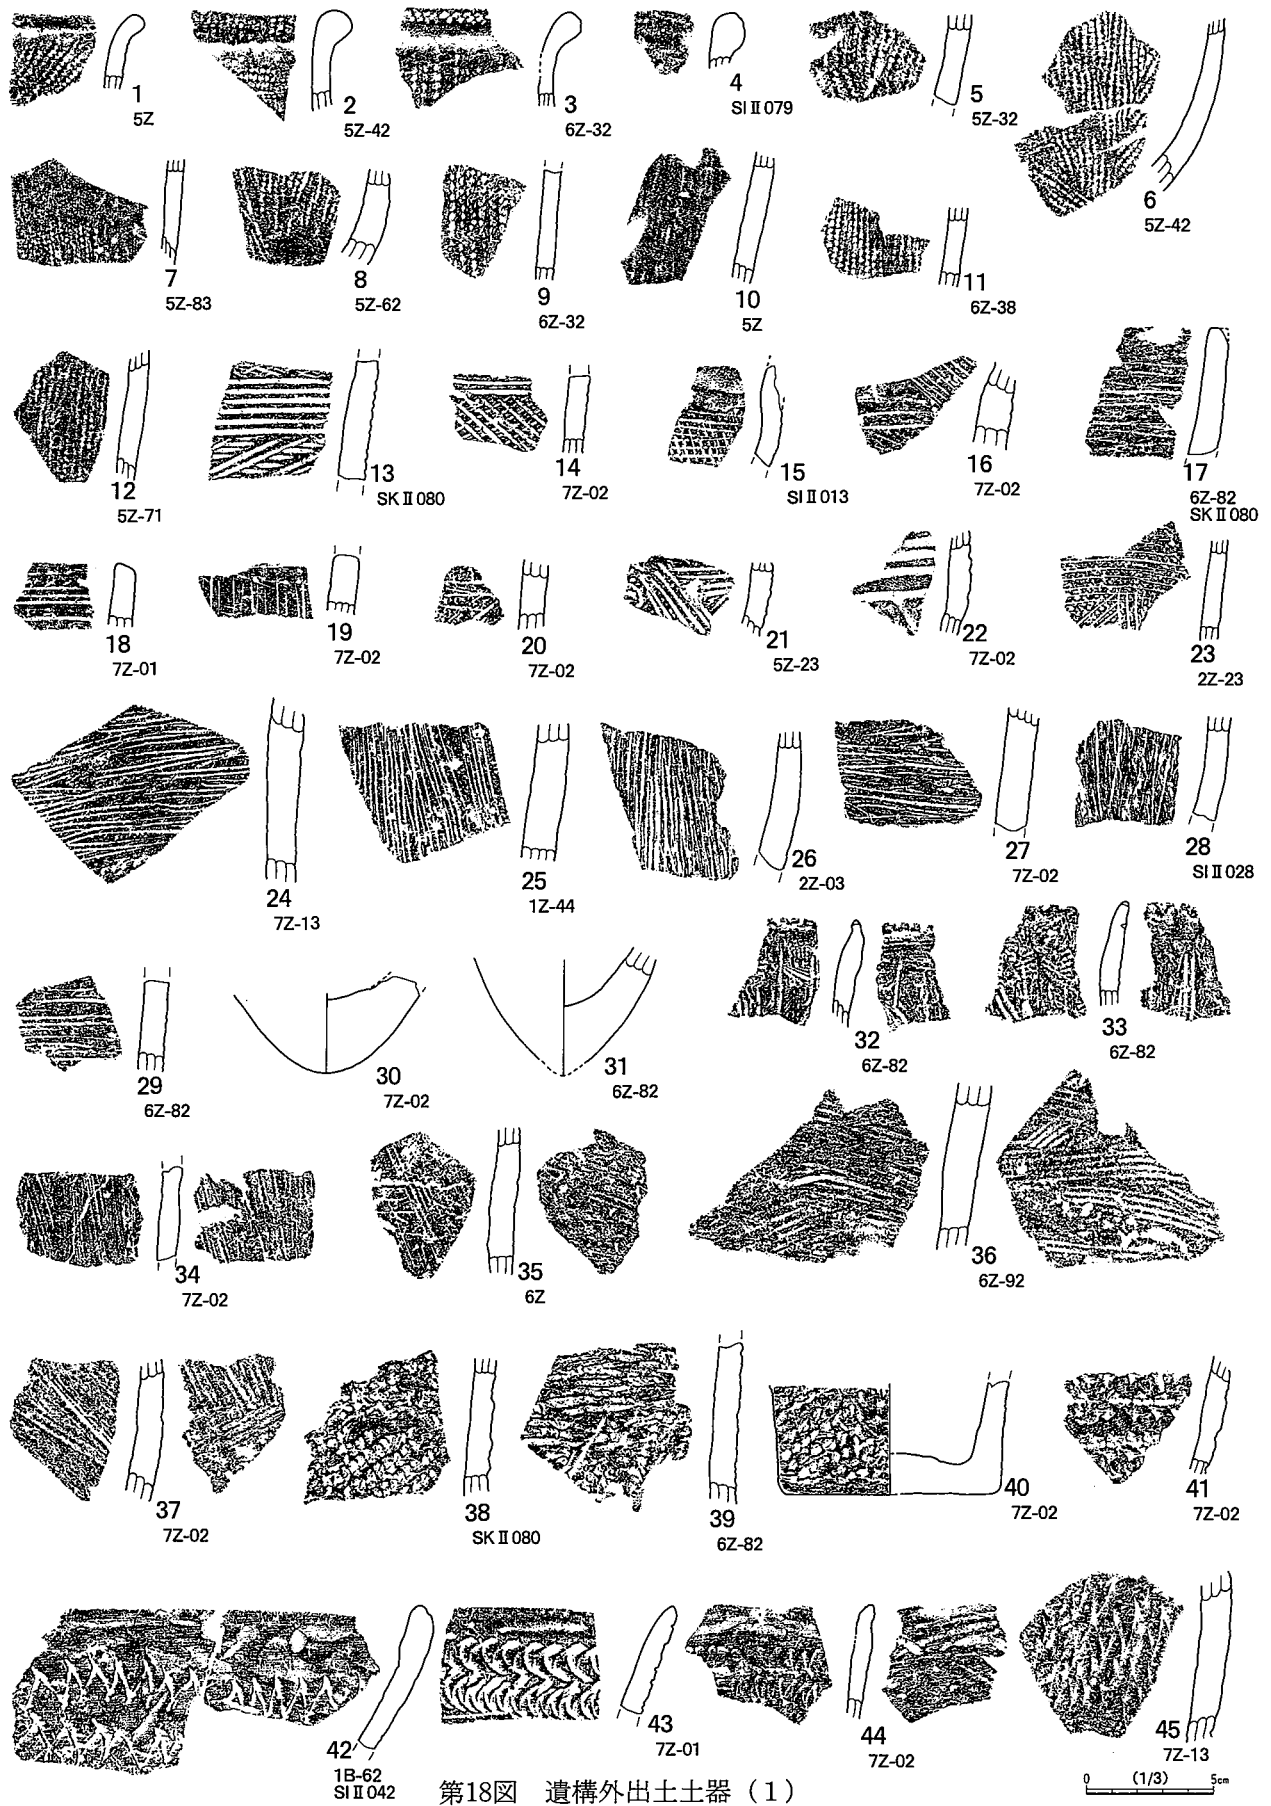 1
5Z
2
5Z-42
3
6Z-32
4
SIⅡ079
5
5Z-32
6
5Z-42
7
5Z-83
8
5Z-62
9
6Z-32
10
5Z
11
6Z-38
12
5Z-71
13
SKⅡ080
14
7Z-02
15
SIⅡ013
16
7Z-02
17
6Z-82
SKⅡ080
18
7Z-01
19
7Z-02
20
7Z-02
21
5Z-23
22
7Z-02
23
2Z-23
24
7Z-13
25
1Z-44
26
2Z-03
27
7Z-02
28
SIⅡ028
29
6Z-82
30
7Z-02
31
6Z-82
32
6Z-82
33
6Z-82
34
7Z-02
35
6Z
36
6Z-92
37
7Z-02
38
SKⅡ080
39
6Z-82
40
7Z-02
41
7Z-02
42
1B-62
SIⅡ042
43
7Z-01
44
7Z-02
45
7Z-13
0 (1/3) 5cm
第18図 遺構外出土土器（1）